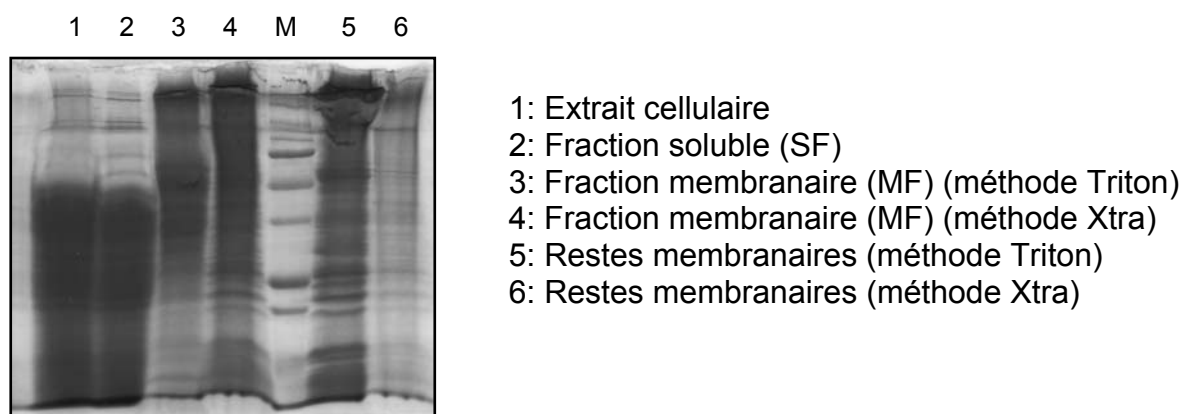 1 2 3 4 M 5 6
1: Extrait cellulaire
2: Fraction soluble (SF)
3: Fraction membranaire (MF) (méthode Triton)
4: Fraction membranaire (MF) (méthode Xtra)
5: Restes membranaires (méthode Triton)
6: Restes membranaires (méthode Xtra)